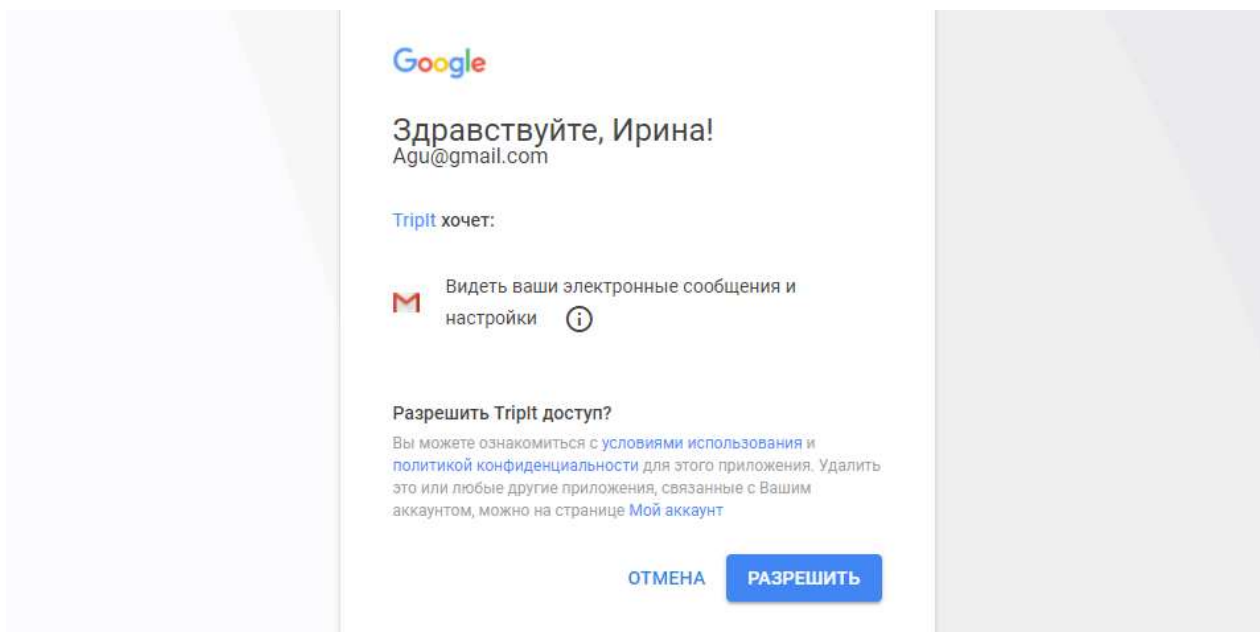 Google
Здравствуйте, Ирина!
Agu@gmail.com
TripIt хочет:
Видеть ваши электронные сообщения и
настройки
Разрешить TripIt доступ?
Вы можете ознакомиться с условиями использования и
политикой конфиденциальности для этого приложения. Удалить
это или любые другие приложения, связанные с Вашим
аккаунтом, можно на странице Мой аккаунт
ОТМЕНА РАЗРЕШИТЬ